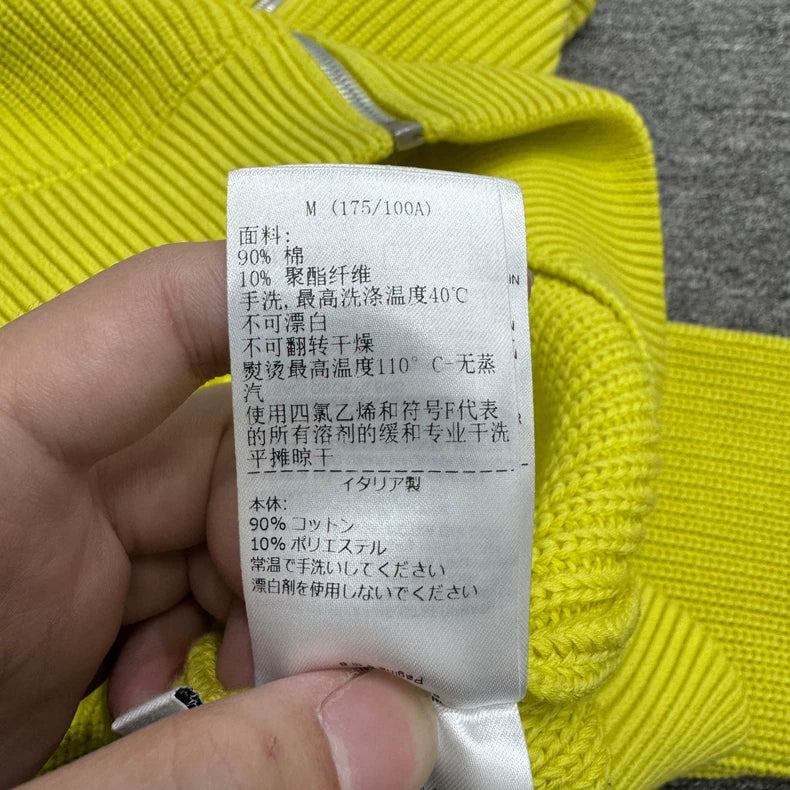 M (175/100A)
面料:
90% 棉
10% 聚酯纤维
手洗,最高洗涤温度40℃
不可漂白
不可翻转干燥
熨烫最高温度110° C-无蒸
汽
使用四氯乙烯和符号F代表
的所有溶剂的缓和专业干洗
平摊晾干
イタリア製
本体:
90% コットン
10% ポリエステル
常温で手洗いしてください
漂白剤を使用しないでください